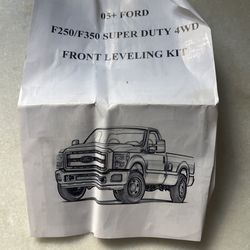 05+ FORD
F250/F350 SUPER DUTY 4WD
FRONT LEVELING KIT